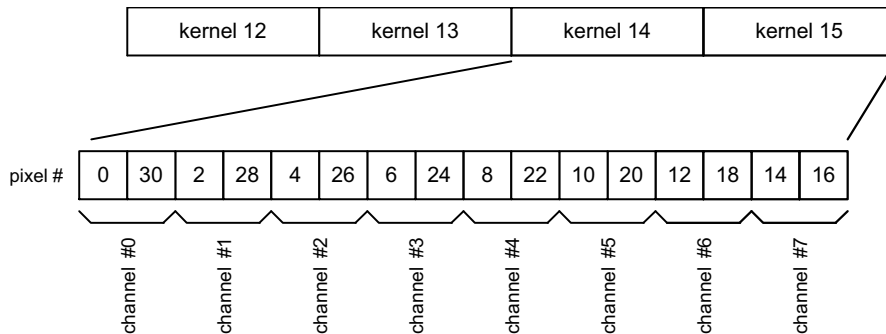 kernel 12 kernel 13 kernel 14 kernel 15
pixel # 0 30 2 28 4 26 6 24 8 22 10 20 12 18 14 16
channel #0 channel #1 channel #2 channel #3 channel #4 channel #5 channel #6 channel #7